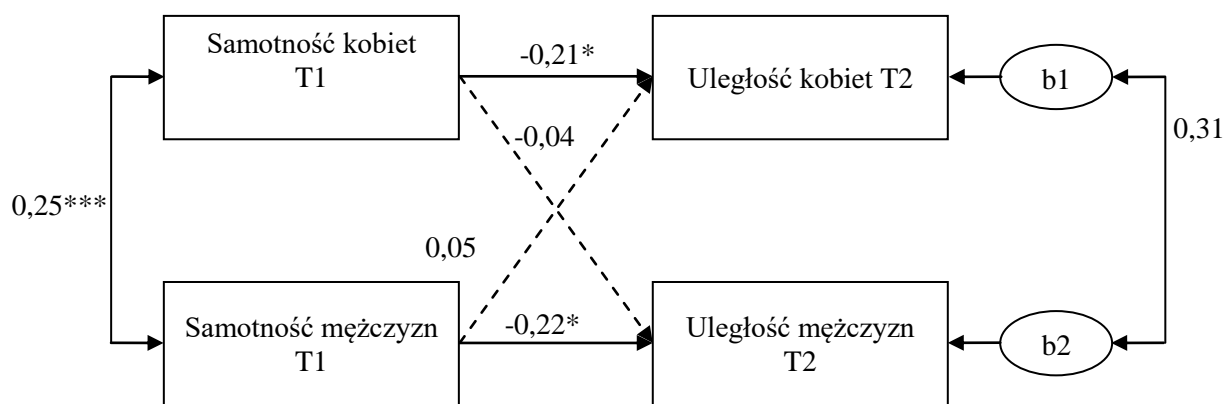 Samotność kobiet
T1
-0,21*
Uległość kobiet T2
b1
-0,04
0,31
0,25***
0,05
Samotność mężczyzn
T1
-0,22*
Uległość mężczyzn
T2
b2